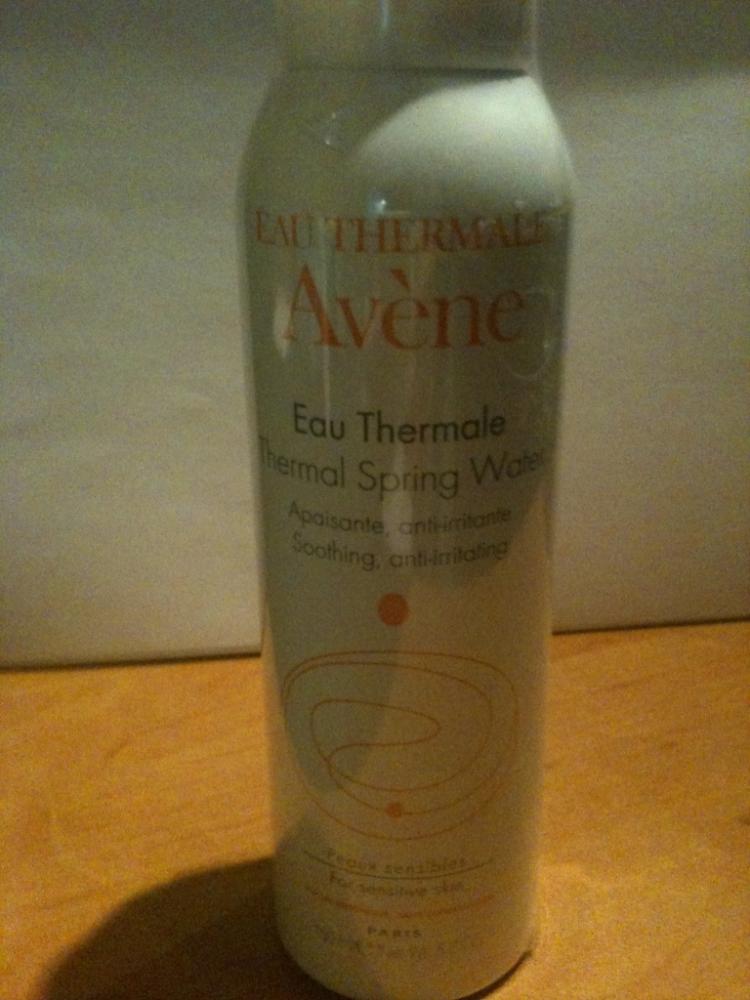 EAU THERMALE
Avène
Eau Thermale
Thermal Spring Water
Apaisante, anti-irritante
Soothing, anti-irritating
Peaux sensibles
For sensitive skin
PARIS